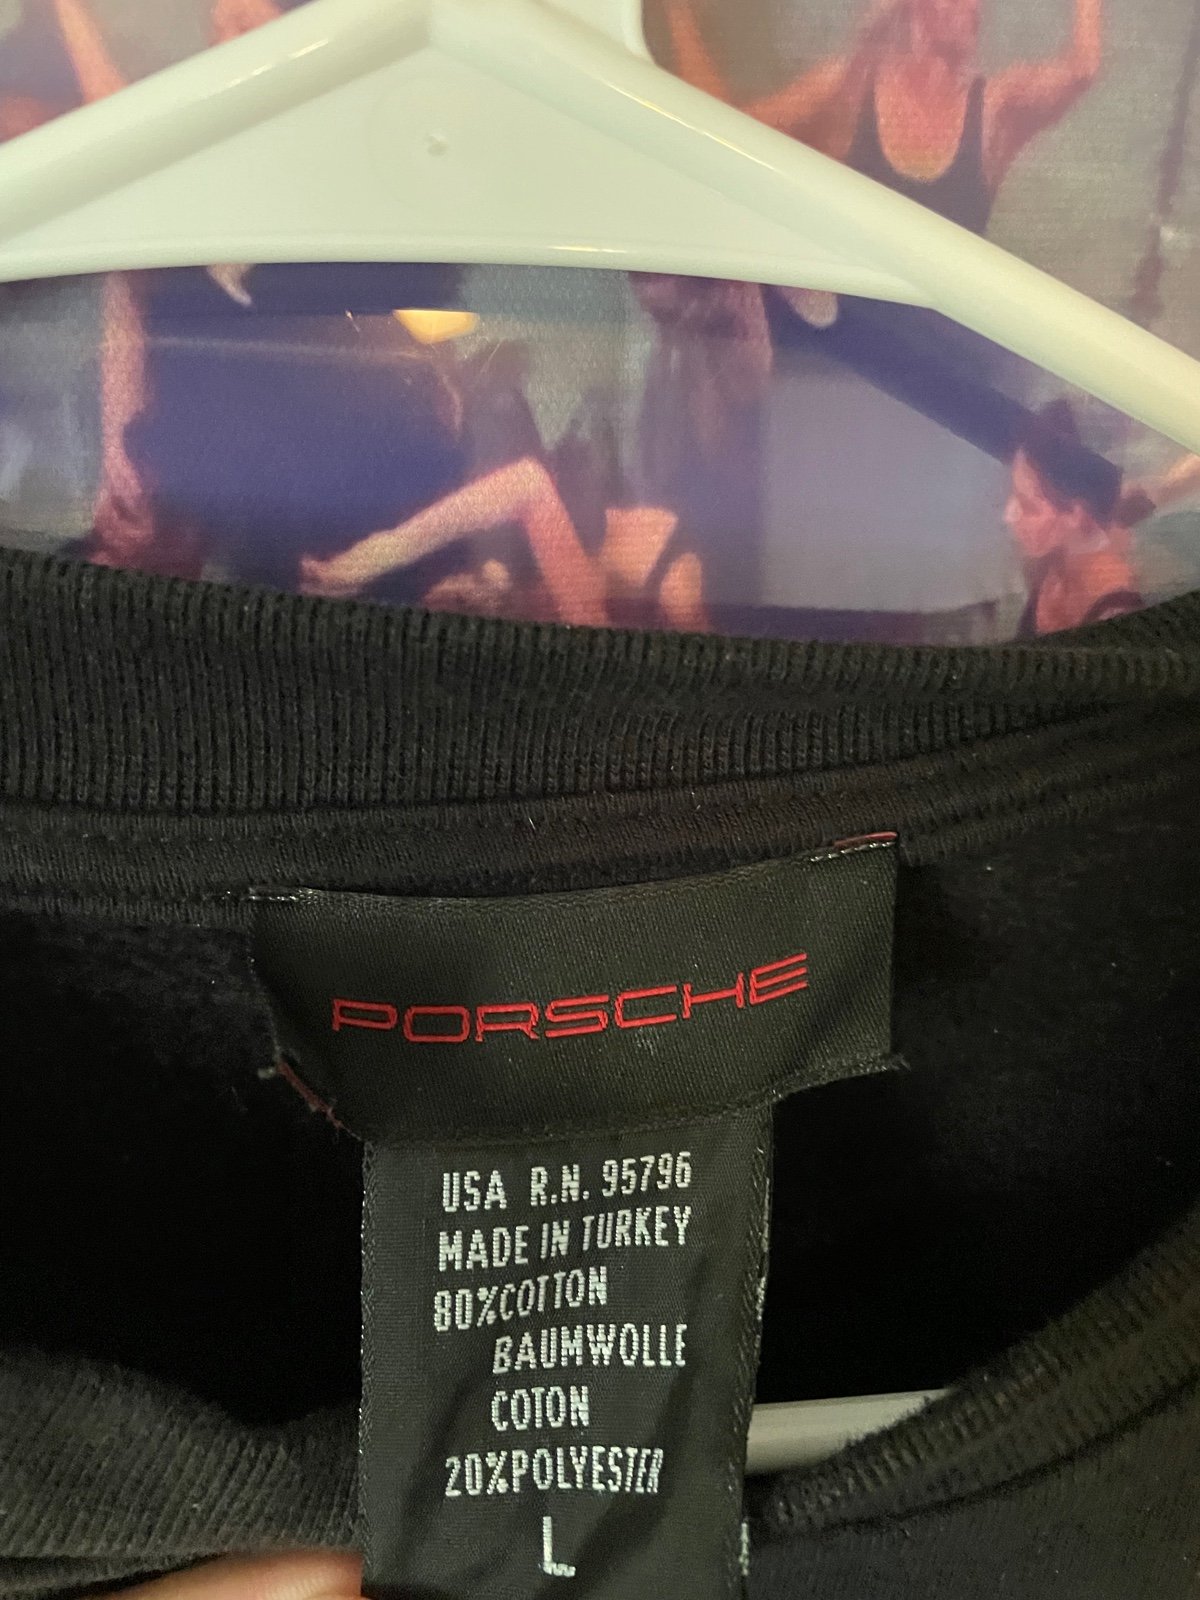 PORSCHE
USA R.N. 95796
MADE IN TURKEY
80%COTTON
BAUMWOLLE
COTON
20%POLYESTER
L